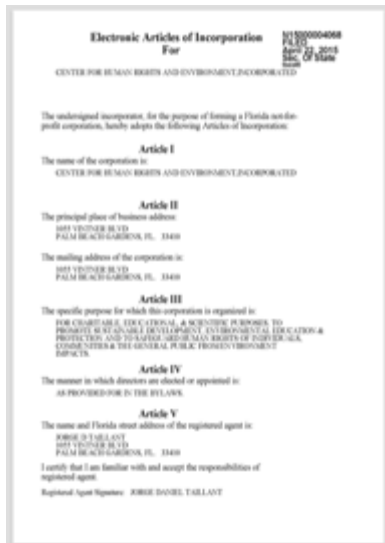 Electronic Articles of Incorporation
For
N15000004068
FILED
April 22, 2015
Sec. Of State
CENTER FOR HUMAN RIGHTS AND ENVIRONMENT,INCORPORATED
The undersigned incorporator, for the purpose of forming a Florida not-for-
profit corporation, hereby adopts the following Articles of Incorporation:
Article I
The name of the corporation is:
CENTER FOR HUMAN RIGHTS AND ENVIRONMENT,INCORPORATED
Article II
The principal place of business address:
VINTNER BLVD
PALM BEACH GARDENS, FL. 33410
The mailing address of the corporation is:
VINTNER BLVD
PALM BEACH GARDENS, FL. 33410
Article III
The specific purpose for which this corporation is organized is:
FOR CHARITABLE, EDUCATIONAL, & SCIENTIFIC PURPOSES, TO
PROMOTE SUSTAINABLE DEVELOPMENT, ENVIRONMENTAL EDUCATION &
PROTECTION AND TO SAFEGUARD HUMAN RIGHTS OF INDIVIDUALS,
COMMUNITIES & THE GENERAL PUBLIC FROM ENVIRONMENT
IMPACTS.
Article IV
The manner in which directors are elected or appointed is:
AS PROVIDED FOR IN THE BYLAWS.
Article V
The name and Florida street address of the registered agent is:
JORGE D TAILLANT
VINTNER BLVD
PALM BEACH GARDENS, FL. 33410
I certify that I am familiar with and accept the responsibilities of
registered agent.
Registered Agent Signature: JORGE DANIEL TAILLANT